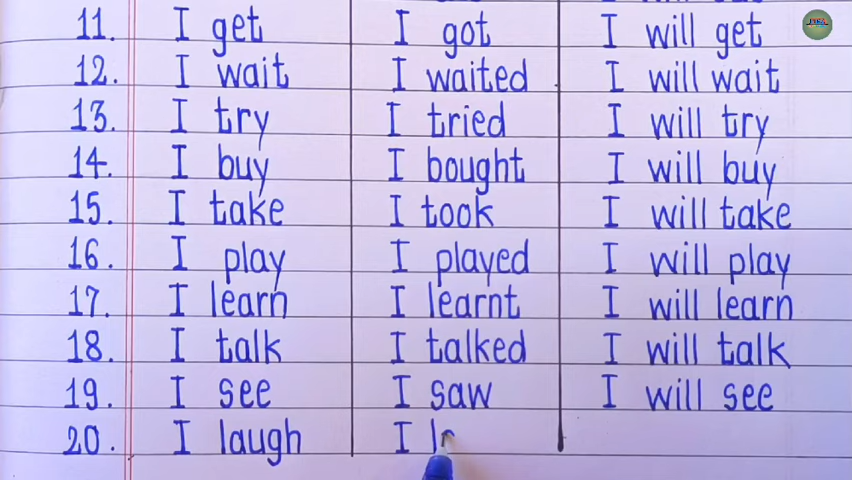 11. I get I got I will get
12. I wait I waited I will wait
13. I try I tried I will try
14. I buy I bought I will buy
15. I take I took I will take
16. I play I played I will play
17. I learn I learnt I will learn
18. I talk I talked I will talk
19. I see I saw I will see
20. I laugh I